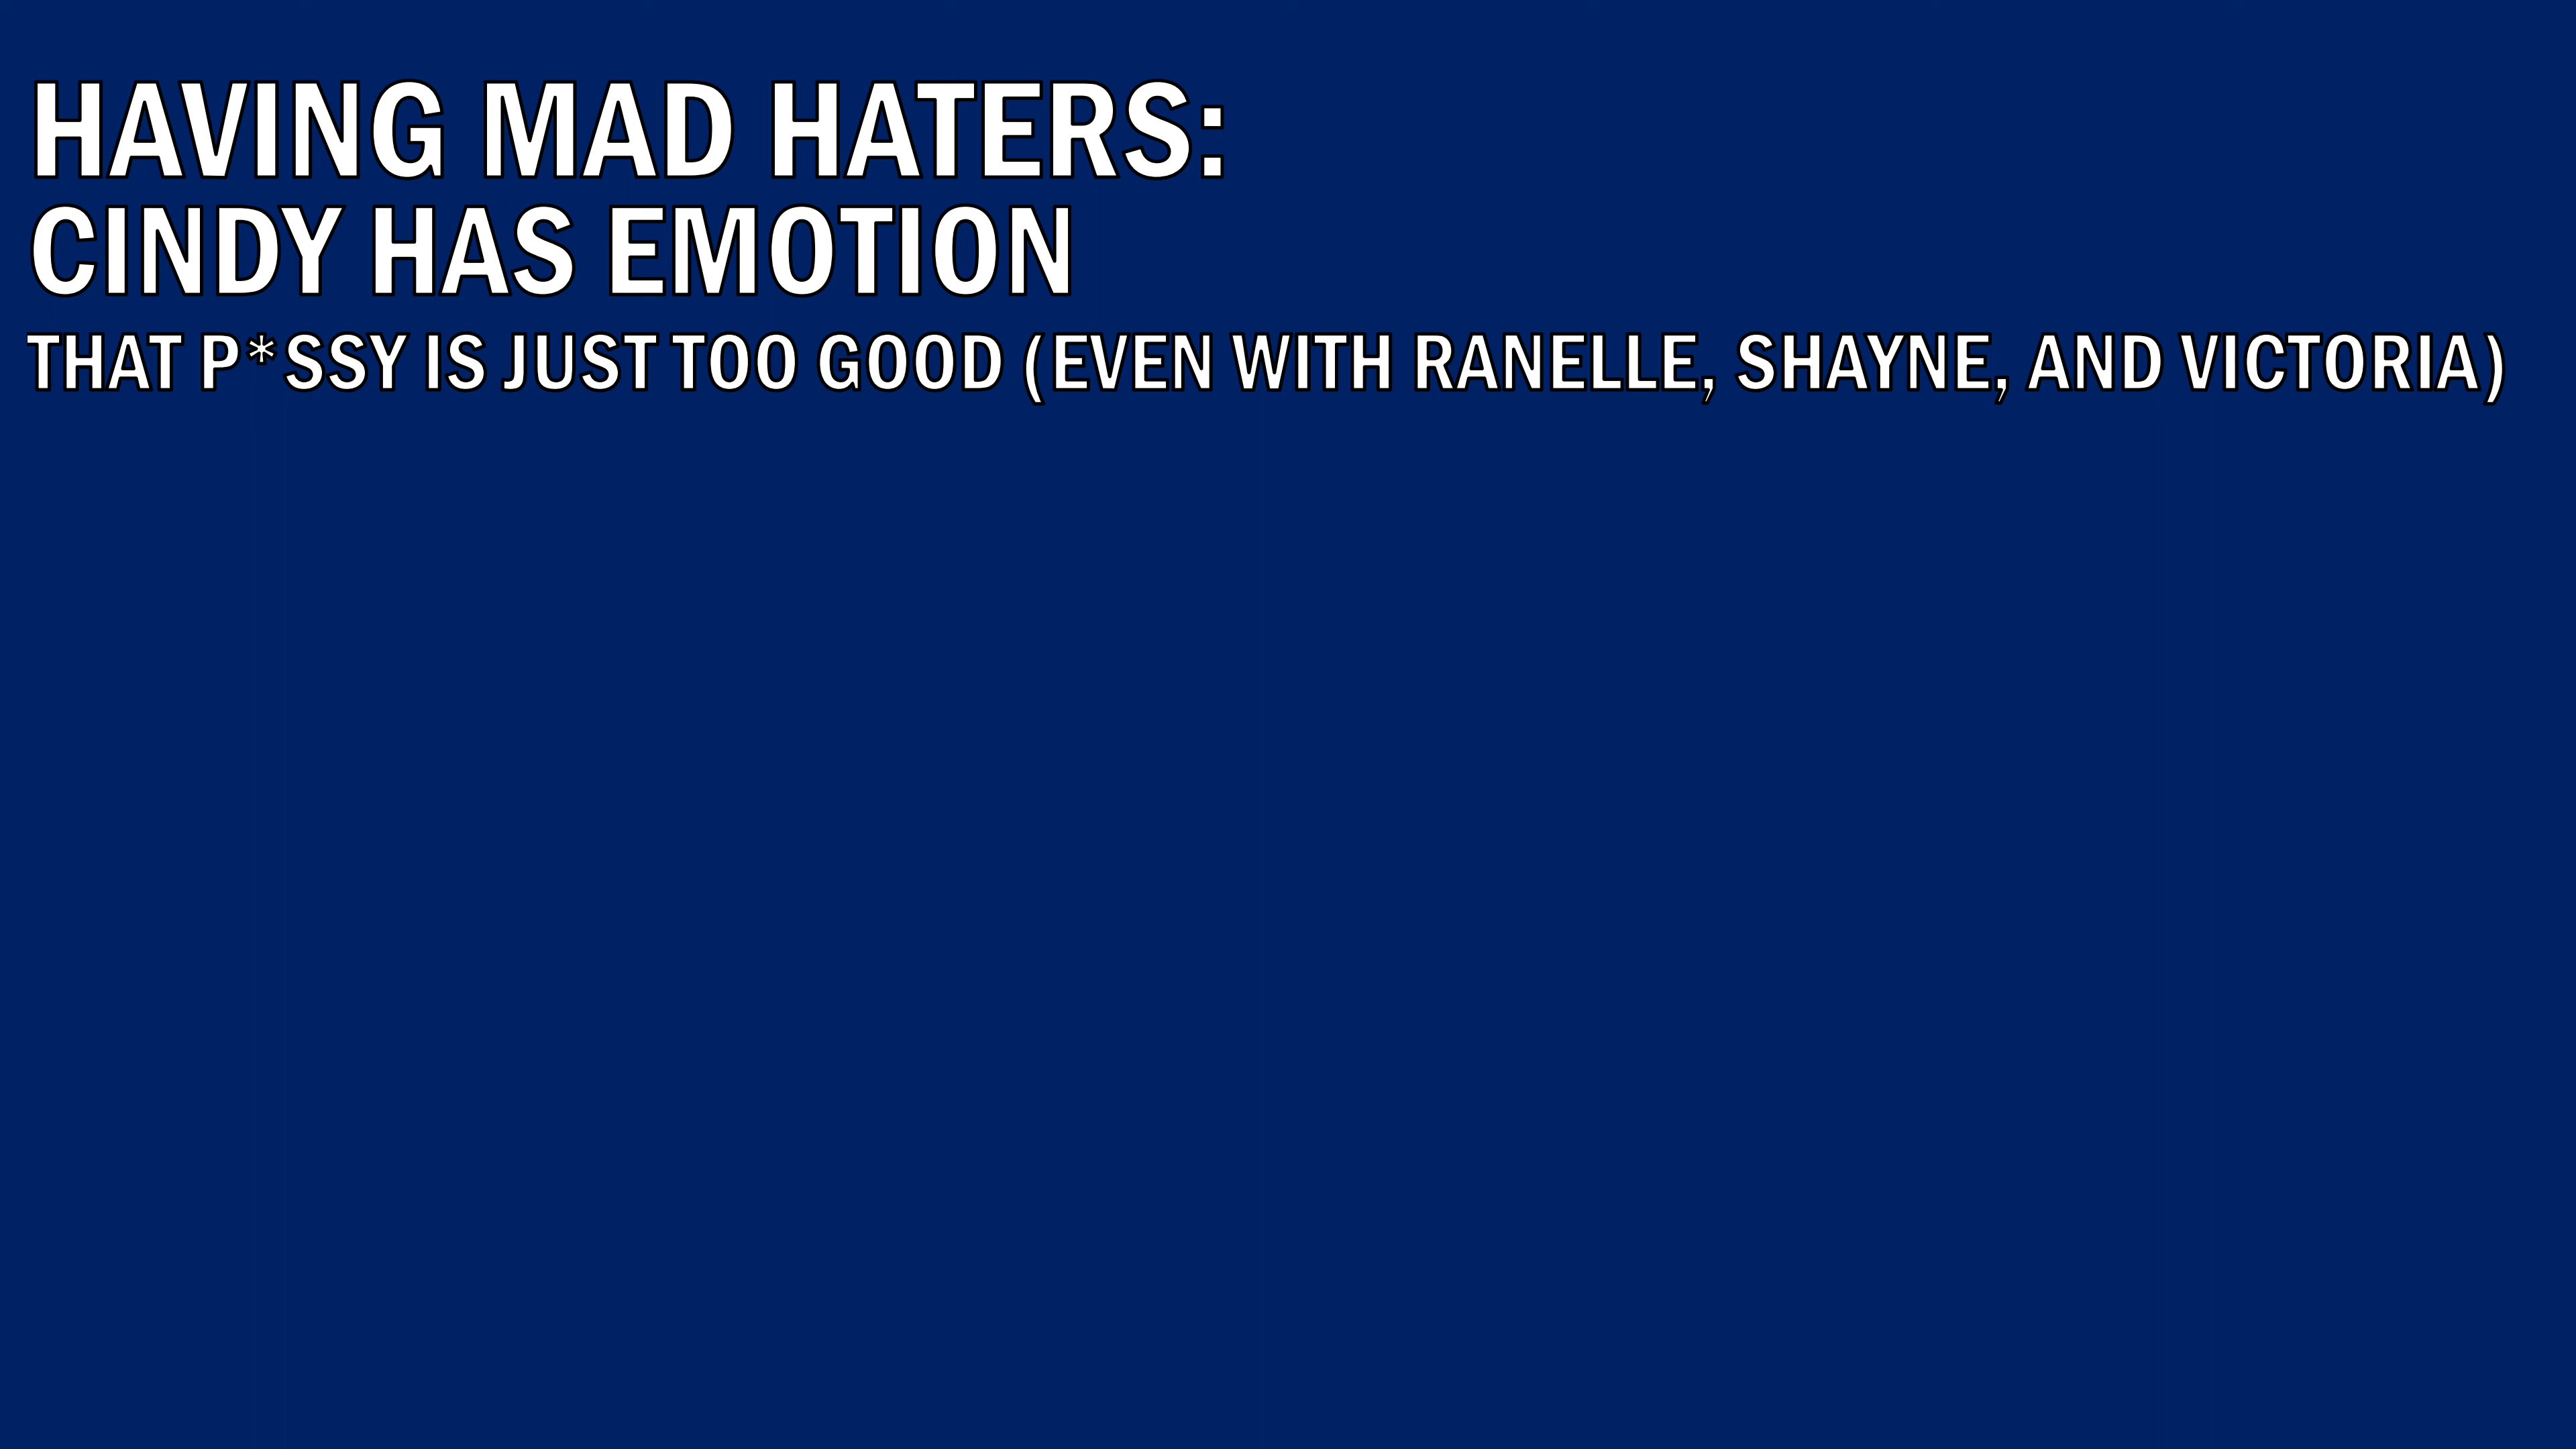 HAVING MAD HATERS:
CINDY HAS EMOTION
THAT P*SSY IS JUST TOO GOOD (EVEN WITH RANELLE, SHAYNE, AND VICTORIA)